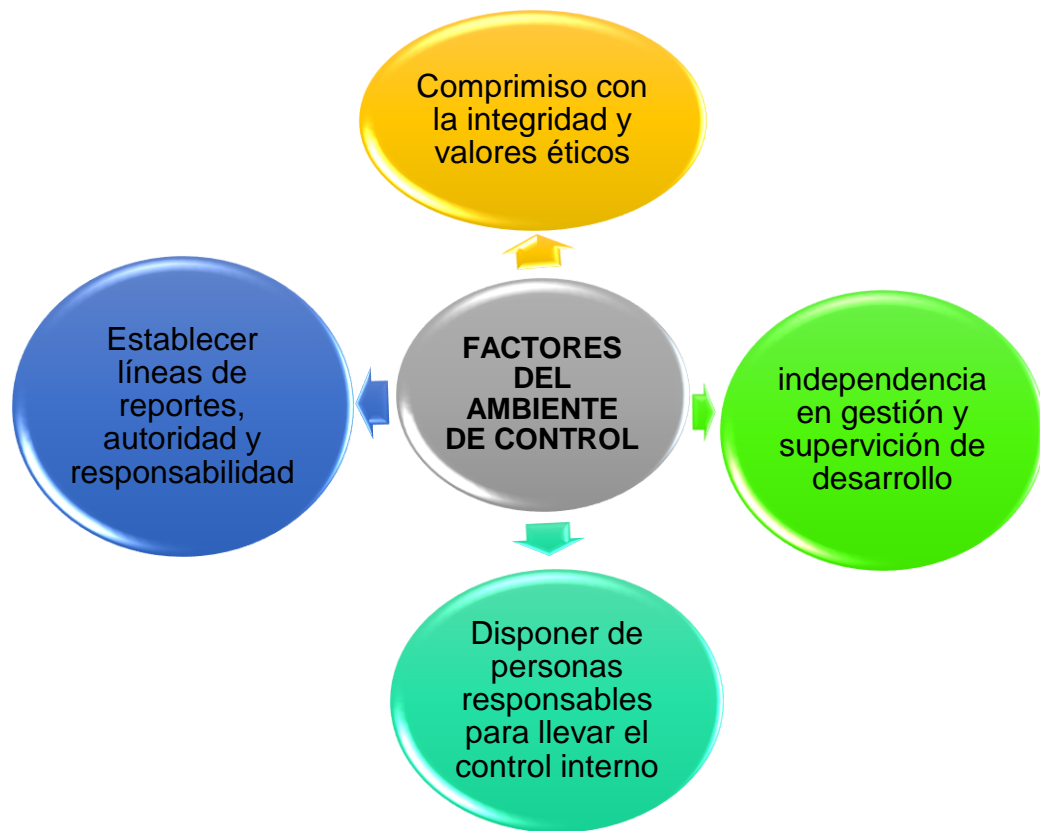 Comprimiso con
la integridad y
valores éticos
Establecer
líneas de
reportes,
autoridad y
responsabilidad
FACTORES
DEL
AMBIENTE
DE CONTROL
independencia
en gestión y
supervición de
desarrollo
Disponer de
personas
responsables
para llevar el
control interno